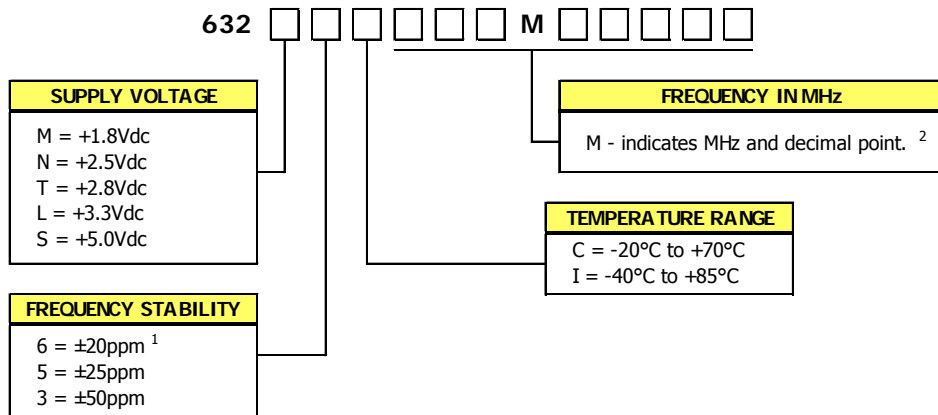 632 □ □ □ □ □ □ M □ □ □ □ □
SUPPLY VOLTAGE
M = +1.8Vdc
N = +2.5Vdc
T = +2.8Vdc
L = +3.3Vdc
S = +5.0Vdc
FREQUENCY IN MHz
M - indicates MHz and decimal point. 2
TEMPERATURE RANGE
C = -20°C to +70°C
I = -40°C to +85°C
FREQUENCY STABILITY
6 = ±20ppm 1
5 = ±25ppm
3 = ±50ppm